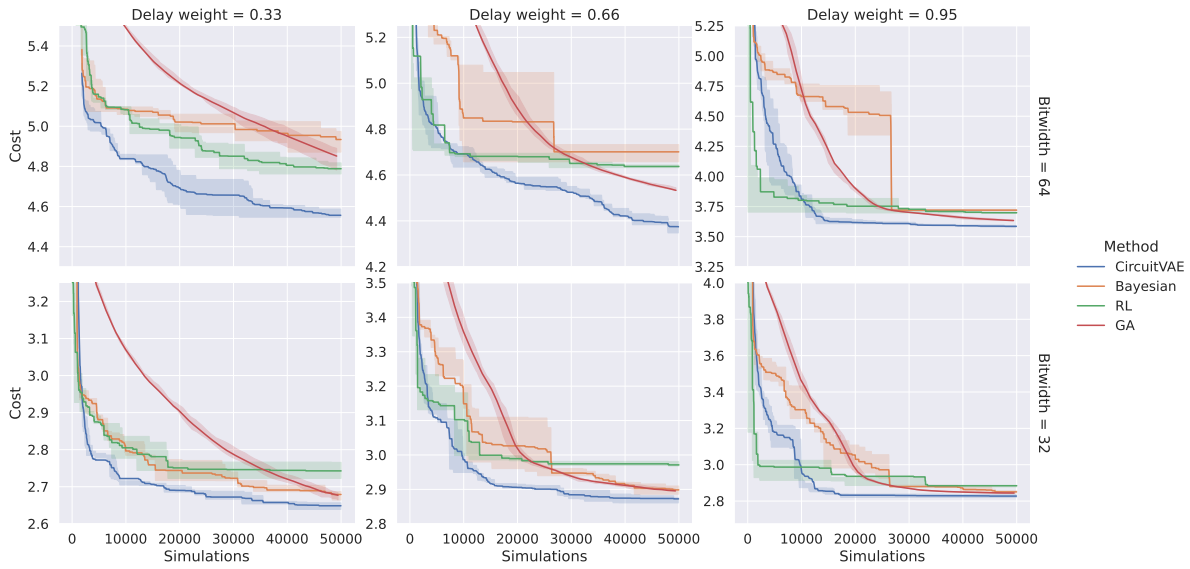 Delay weight = 0.33
Delay weight = 0.66
Delay weight = 0.95
Cost
5.4
5.2
5.0
4.8
4.6
4.4
5.2
5.0
4.8
4.6
4.4
4.2
5.25
5.00
4.75
4.50
4.25
4.00
3.75
3.50
3.25
Bitwidth = 64
Cost
3.2
3.1
3.0
2.9
2.8
2.7
2.6
3.5
3.4
3.3
3.2
3.1
3.0
2.9
2.8
4.0
3.8
3.6
3.4
3.2
3.0
2.8
Bitwidth = 32
0 10000 20000 30000 40000 50000
0 10000 20000 30000 40000 50000
0 10000 20000 30000 40000 50000
Simulations
Simulations
Simulations
Method
CircuitVAE
Bayesian
RL
GA